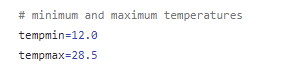 # minimum and maximum temperatures
tempmin=12.0
tempmax=28.5